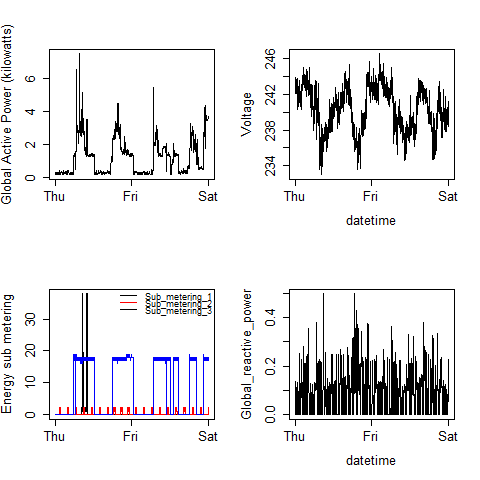 Global Active Power (kilowatts)
0 2 4 6
Thu Fri Sat
Voltage
234 238 242 246
Thu Fri Sat
datetime
Energy sub metering
0 10 20 30
Sub_metering_1
Sub_metering_2
Sub_metering_3
Thu Fri Sat
Global_reactive_power
0.0 0.2 0.4
Thu Fri Sat
datetime